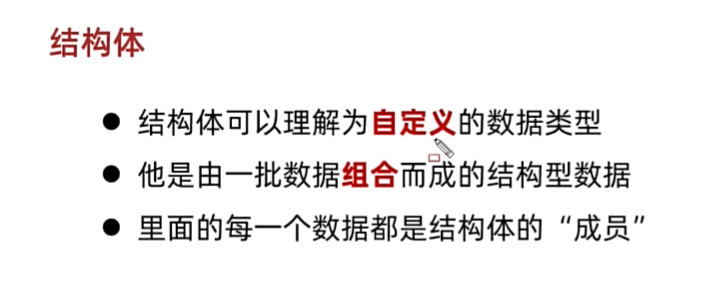 结构体
● 结构体可以理解为自定义的数据类型
● 他是由一批数据组合而成的结构型数据
● 里面的每一个数据都是结构体的“成员”